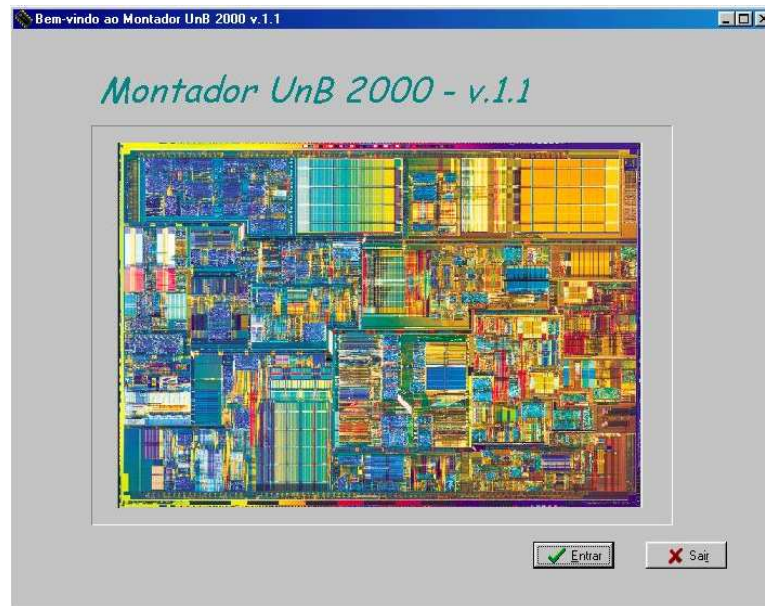 Bem-vindo ao Montador UnB 2000 v.1.1
Montador UnB 2000 - v.1.1
Entrar
Sair